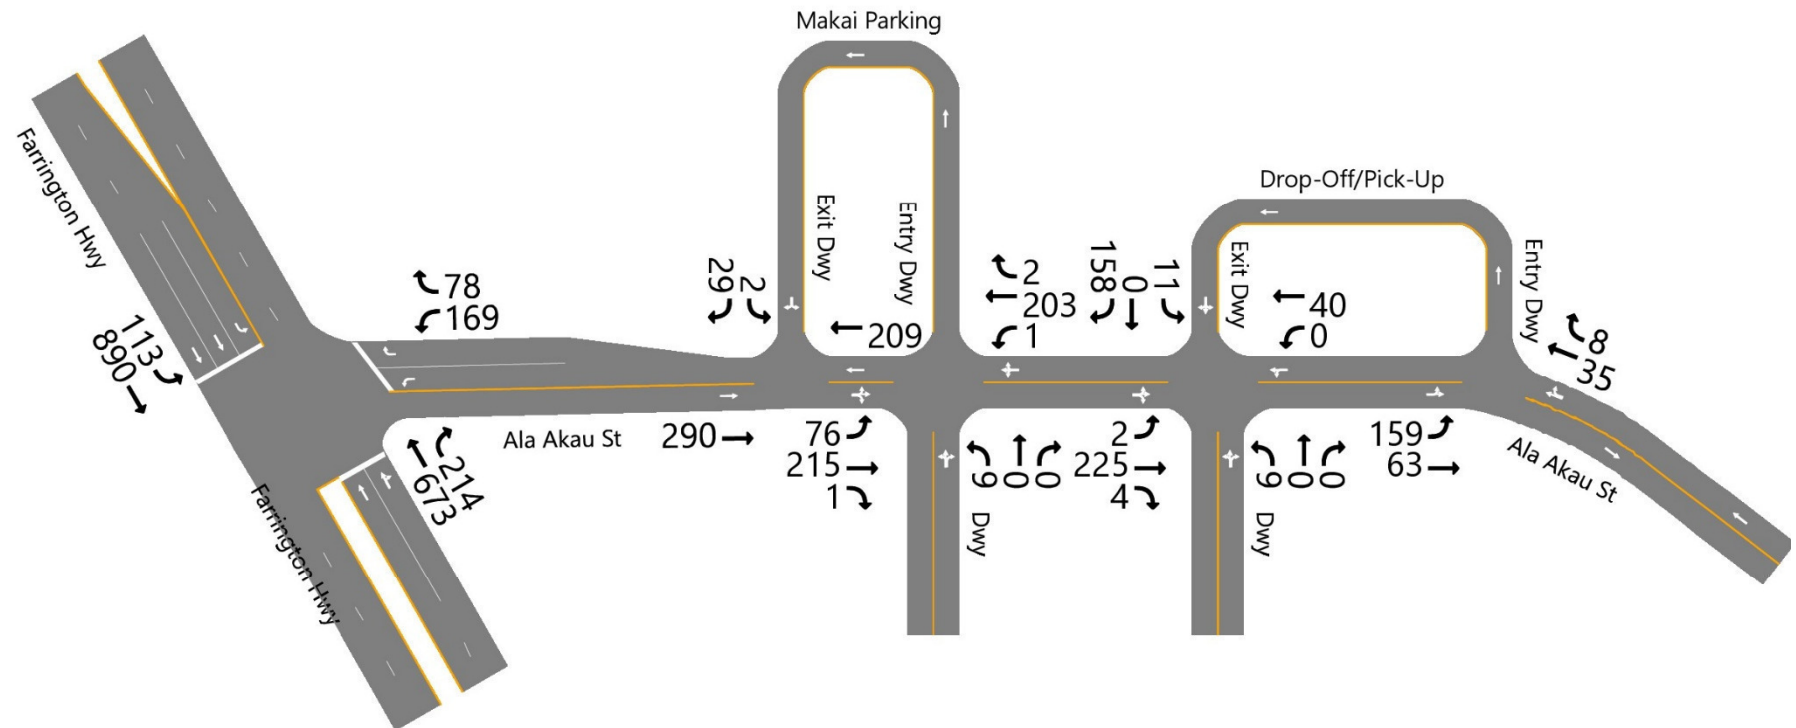 Makai Parking
Farrington Hwy
113
890
78
169
29
2
Exit Dwy
Entry Dwy
209
2
203
1
Drop-Off/Pick-Up
158
0
11
Exit Dwy
Entry Dwy
40
0
8
35
Ala Akau St
290
76
215
1
9
0
0
Dwy
2
225
4
9
0
0
Dwy
159
63
Ala Akau St
214
673
Farrington Hwy